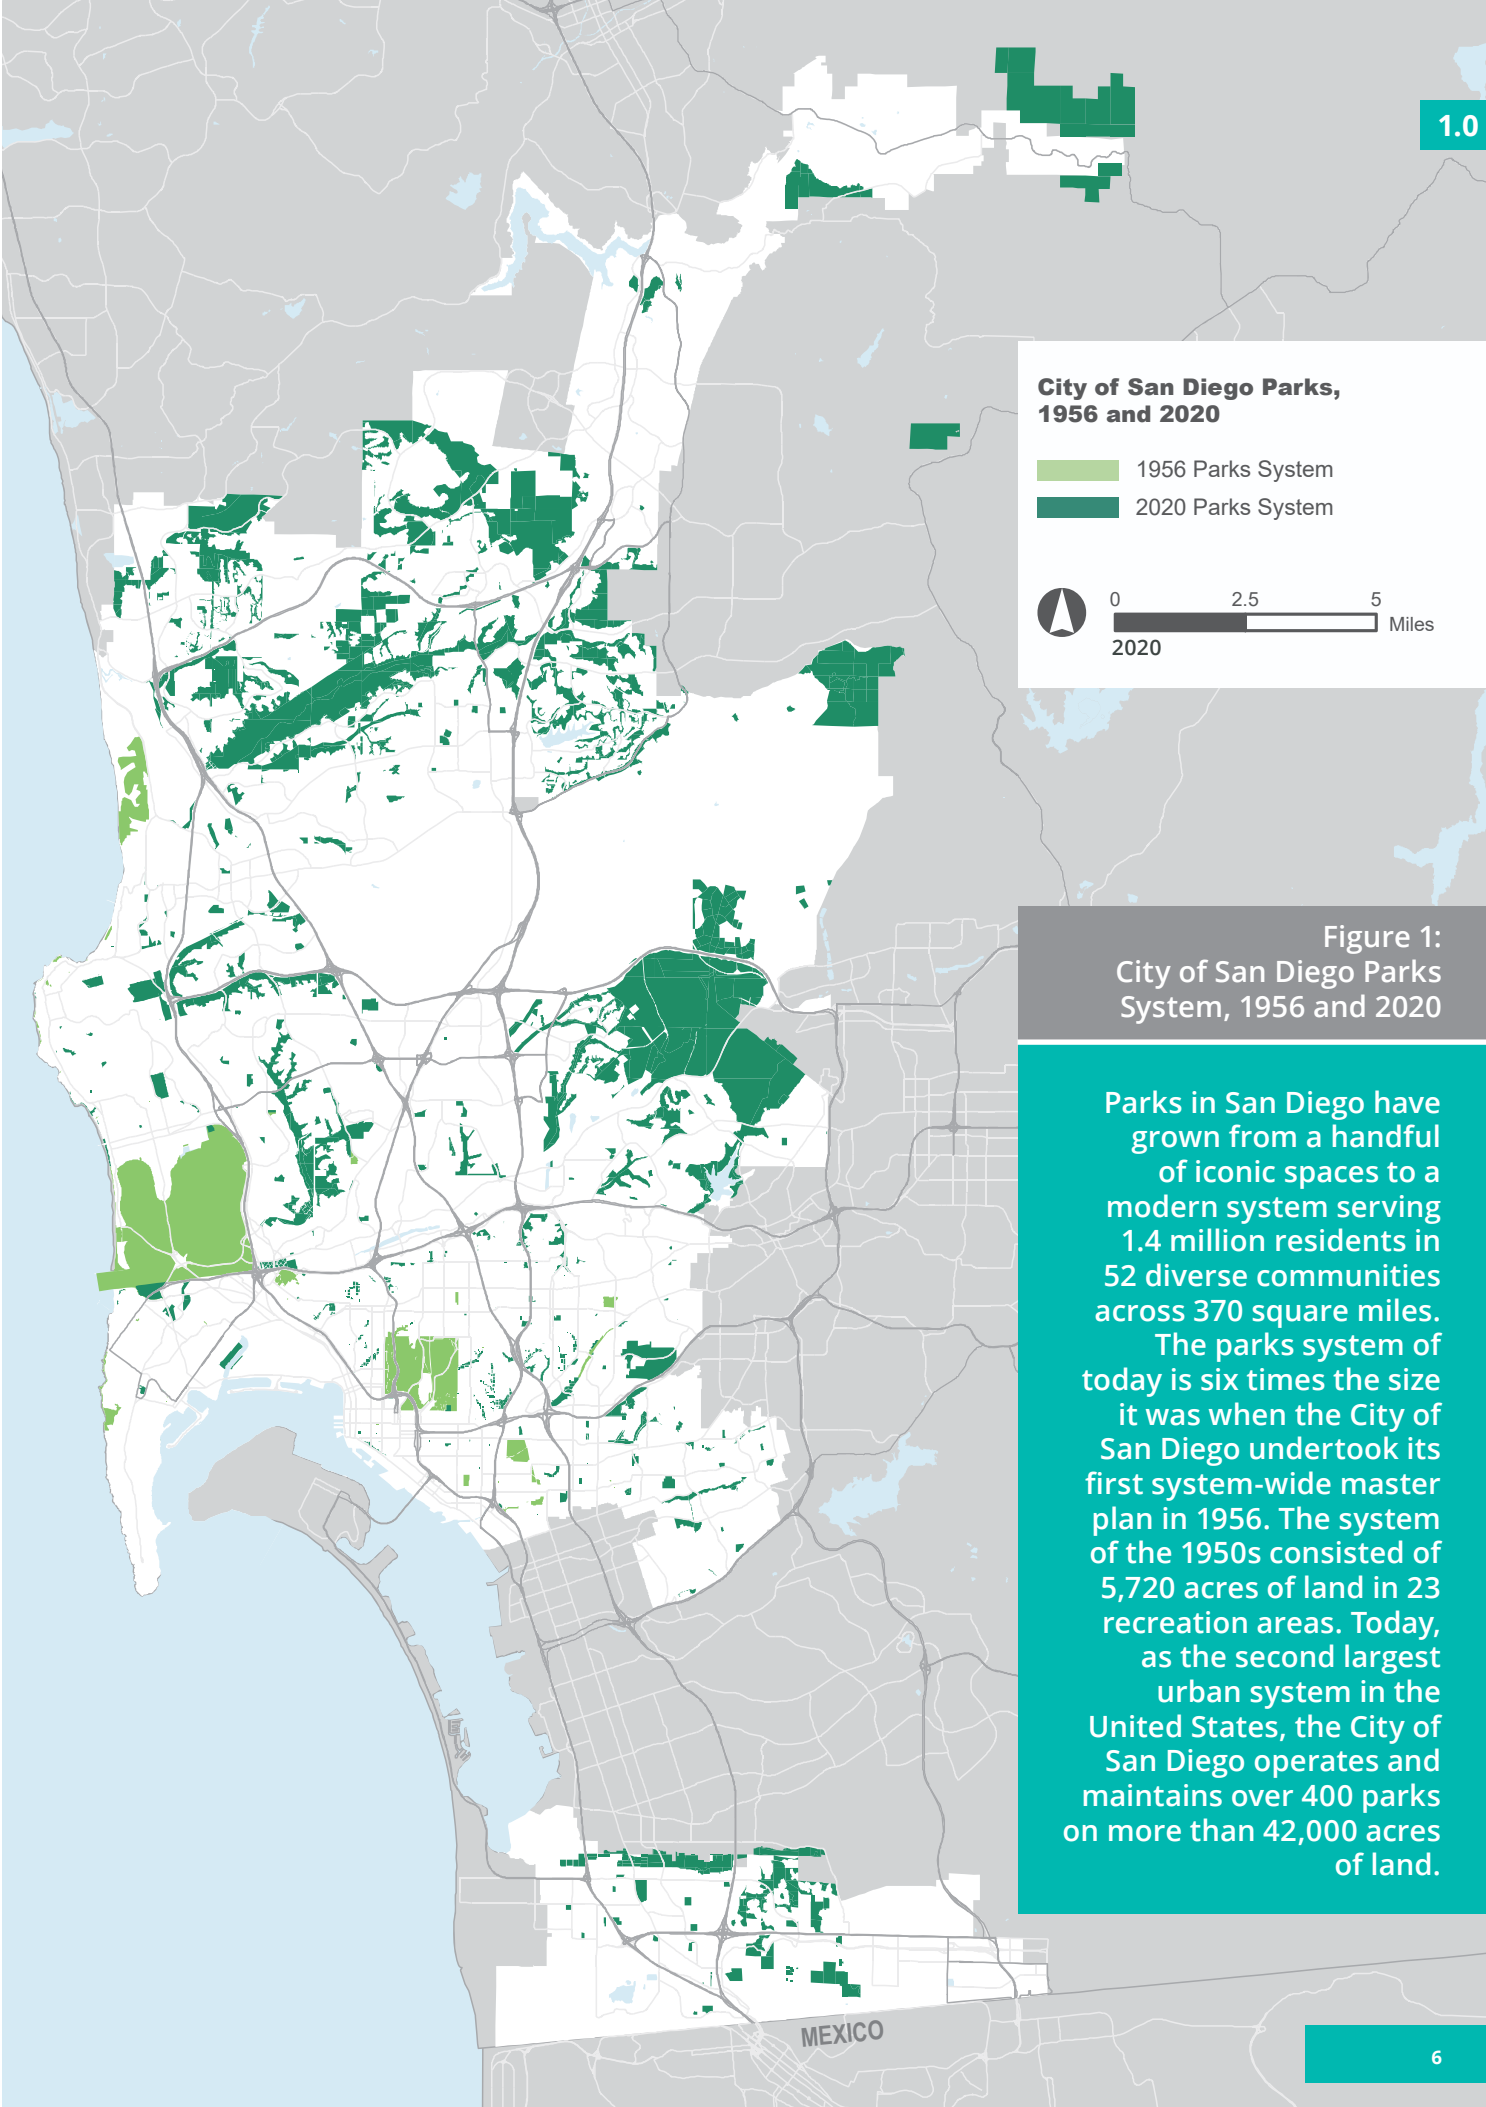 1.0
City of San Diego Parks,
1956 and 2020
1956 Parks System
2020 Parks System
0 2.5 5
Miles
2020
Figure 1:
City of San Diego Parks
System, 1956 and 2020
Parks in San Diego have
grown from a handful
of iconic spaces to a
modern system serving
1.4 million residents in
52 diverse communities
across 370 square miles.
The parks system of
today is six times the size
it was when the City of
San Diego undertook its
first system-wide master
plan in 1956. The system
of the 1950s consisted of
5,720 acres of land in 23
recreation areas. Today,
as the second largest
urban system in the
United States, the City of
San Diego operates and
maintains over 400 parks
on more than 42,000 acres
of land.
MEXICO
6